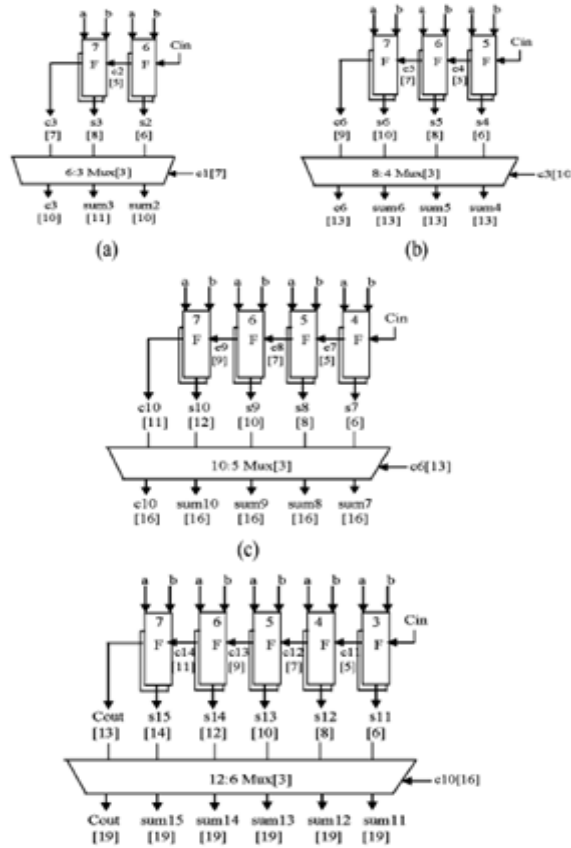 a b a b
7 6 Cin
F F
c2
[5]
c3 s3 s2
[7] [8] [6]
6:3 Mux[3] c1[7]
c3 sum3 sum2
[10] [11] [10]
(a)
a b a b a b
7 6 5 Cin
F F F
c5 c4
[7] [5]
c6 s6 s5 s4
[9] [10] [8] [6]
8:4 Mux[3] c3[10
c6 sum6 sum5 sum4
[13] [13] [13] [13]
(b)
a b a b a b a b
7 6 5 4 Cin
F F F F
c9 c8 c7
[9] [7] [5]
c10 s10 s9 s8 s7
[11] [12] [10] [8] [6]
10:5 Mux[3] c6[13]
c10 sum10 sum9 sum8 sum7
[16] [16] [16] [16] [16]
(c)
a b a b a b a b a b
7 6 5 4 3 Cin
F F F F F
c14 c13 c12 c11
[11] [9] [7] [5]
Cout s15 s14 s13 s12 s11
[13] [14] [12] [10] [8] [6]
12:6 Mux[3] c10[16]
Cout sum15 sum14 sum13 sum12 sum11
[19] [19] [19] [19] [19] [19]